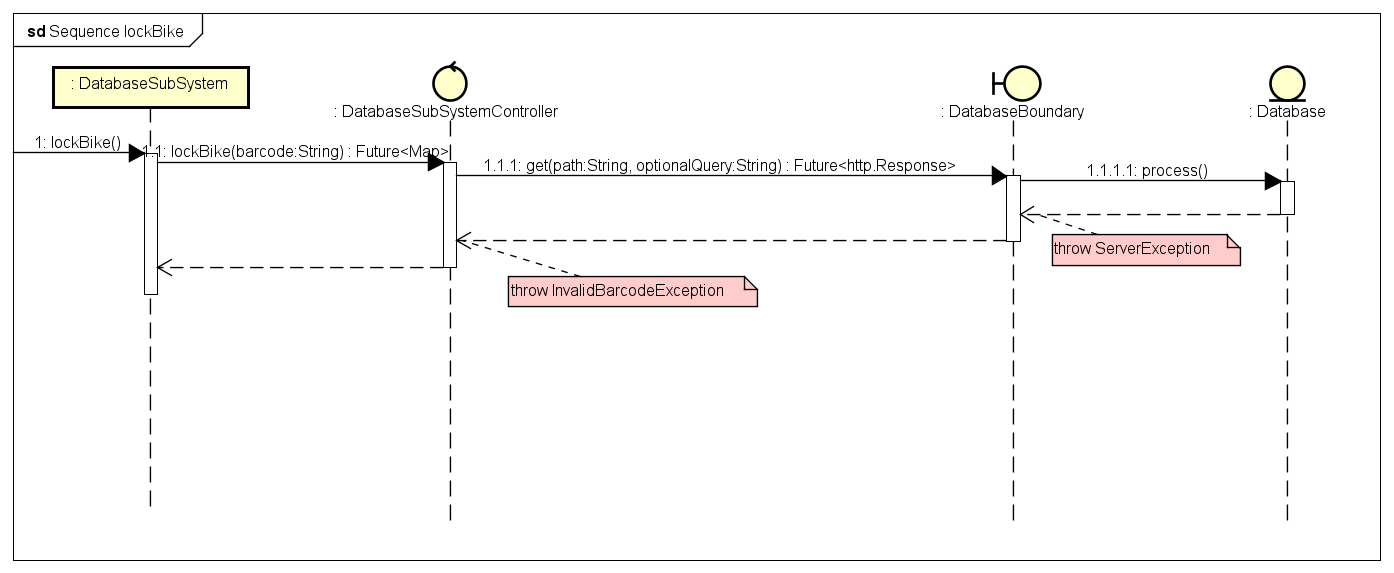 sd Sequence lockBike
: DatabaseSubSystem
: DatabaseSubSystemController
: DatabaseBoundary
: Database
1: lockBike()
1.1: lockBike(barcode:String) : Future<Map>
1.1.1: get(path:String, optionalQuery:String) : Future<http.Response>
1.1.1.1: process()
throw ServerException
throw InvalidBarcodeException